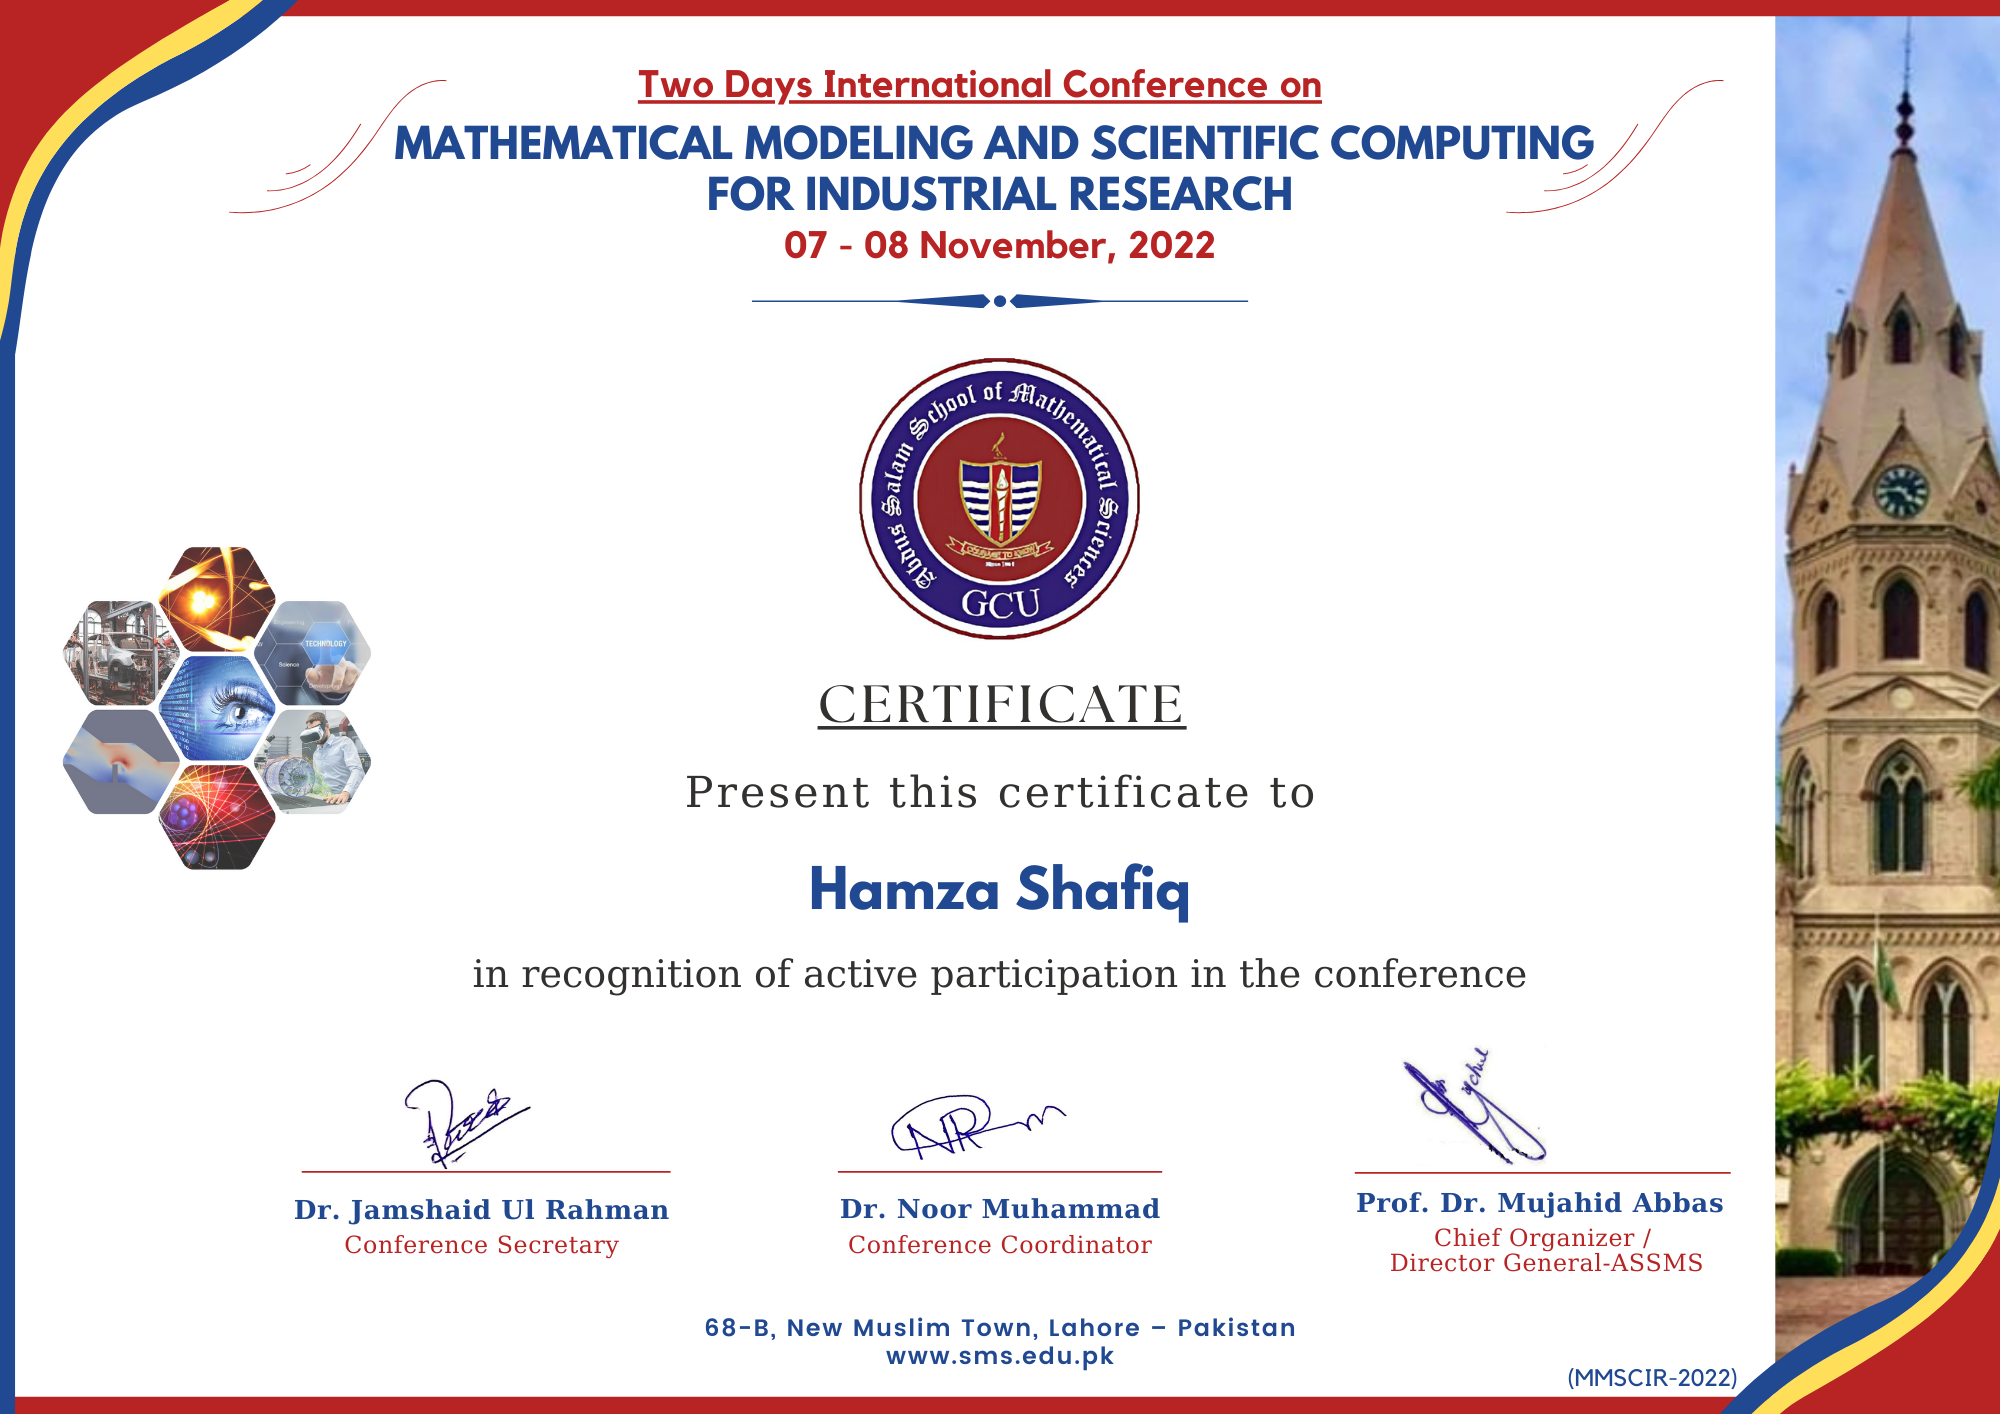 Two Days International Conference on
MATHEMATICAL MODELING AND SCIENTIFIC COMPUTING
FOR INDUSTRIAL RESEARCH
07 - 08 November, 2022
Abdus Salam School of Mathematical Sciences
COURAGE TO KNOW
GCU
TECHNOLOGY
Science
CERTIFICATE
Present this certificate to
Hamza Shafiq
in recognition of active participation in the conference
Dr. Jamshaid Ul Rahman
Conference Secretary
Dr. Noor Muhammad
Conference Coordinator
Prof. Dr. Mujahid Abbas
Chief Organizer /
Director General-ASSMS
68-B, New Muslim Town, Lahore – Pakistan
www.sms.edu.pk
(MMSCIR-2022)